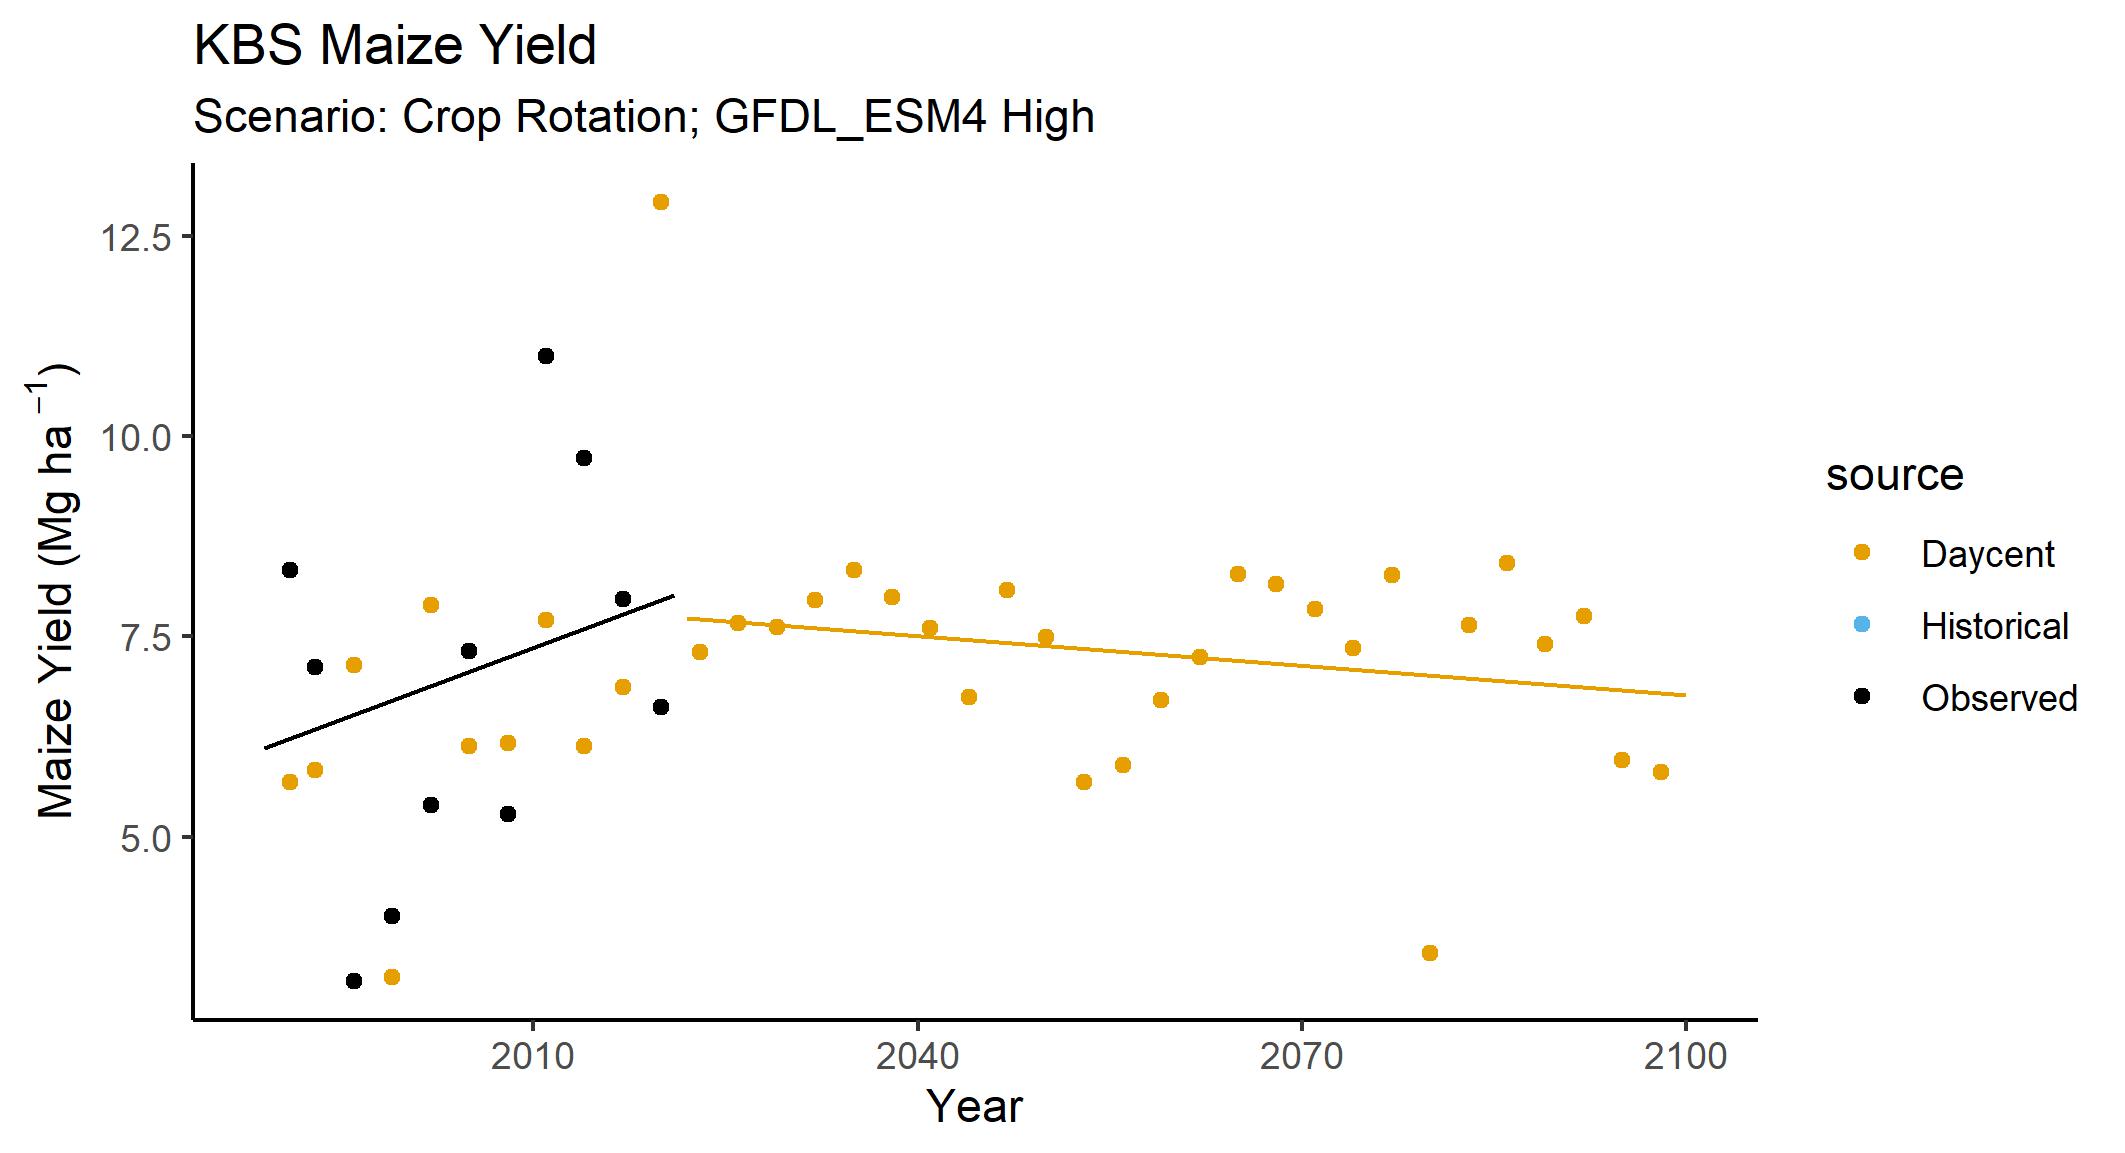 KBS Maize Yield
Scenario: Crop Rotation; GFDL_ESM4 High
Maize Yield (Mg ha −1)
12.5
10.0
7.5
5.0
2010
2040
2070
2100
Year
source
Daycent
Historical
Observed